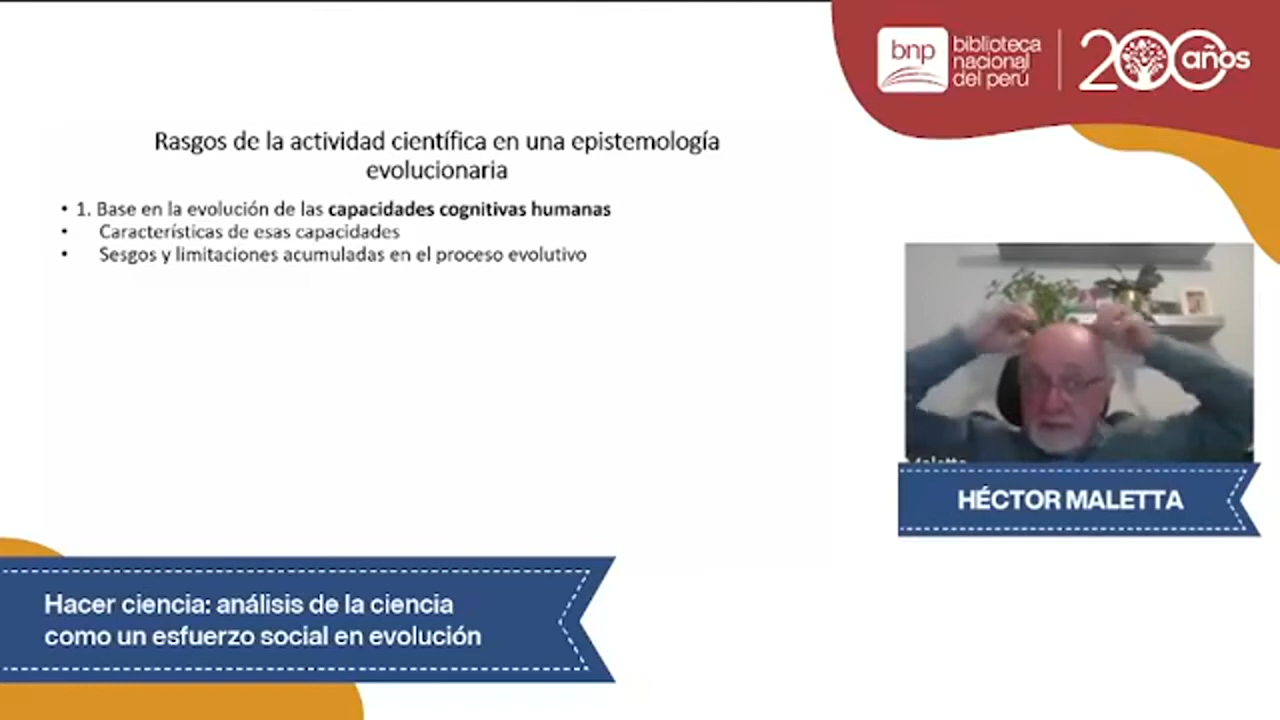 bnp
biblioteca
nacional
del perú
200 años
Rasgos de la actividad científica en una epistemología
evolucionaria
• 1. Base en la evolución de las capacidades cognitivas humanas
• Características de esas capacidades
• Sesgos y limitaciones acumuladas en el proceso evolutivo
HÉCTOR MALETTA
Hacer ciencia: análisis de la ciencia
como un esfuerzo social en evolución